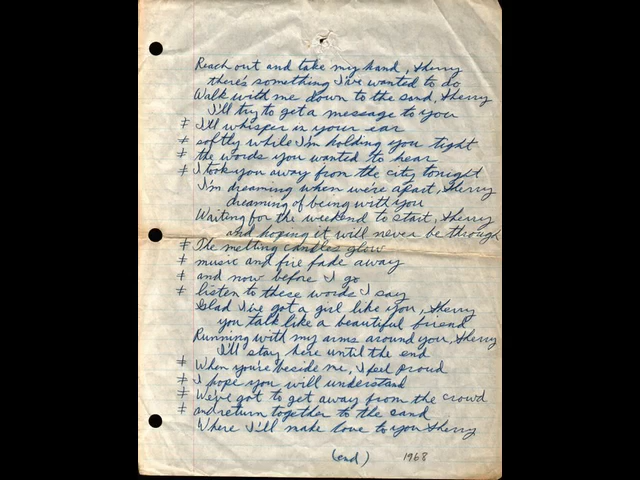 Reach out and take my hand, Sherry
there's something I've wanted to do
Walk with me down to the sand, Sherry
I'll try to get a message to you
‡ I'll whisper in your ear
‡ softly while I'm holding you tight
‡ the words you wanted to hear
‡ I took you away from the city tonight
I'm dreaming when we're apart, Sherry
dreaming of being with you
Waiting for the weekend to start, Sherry
and hoping it will never be through
‡ The melting candles glow
‡ music and fire fade away
‡ and now before I go
‡ listen to these words I say
Glad I've got a girl like you, Sherry
you talk like a beautiful friend
Running with my arms around you, Sherry
I'll stay here until the end
‡ When you're beside me, I feel proud
‡ I hope you will understand
‡ We've got to get away from the crowd
‡ and return together to the sand
Where I'll make love to you Sherry
(end) 1968